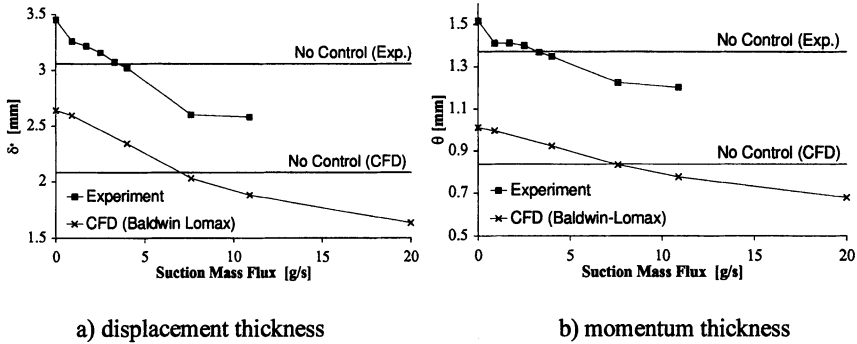 3.5
3
2.5
2
1.5
δ* [mm]
No Control (Exp.)
No Control (CFD)
Experiment
CFD (Baldwin Lomax)
0 5 10 15 20
Suction Mass Flux [g/s]
a) displacement thickness
1.5
1.3
1.1
0.9
0.7
0.5
θ [mm]
No Control (Exp.)
No Control (CFD)
Experiment
CFD (Baldwin-Lomax)
0 5 10 15 20
Suction Mass Flux [g/s]
b) momentum thickness